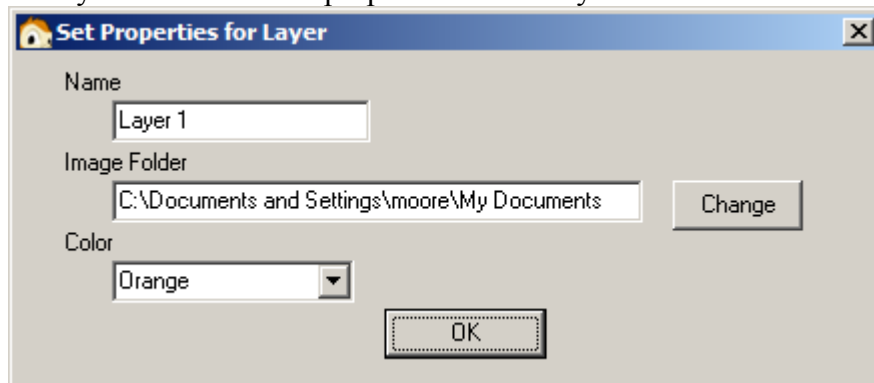 Set Properties for Layer
Name
Layer 1
Image Folder
C:\Documents and Settings\moore\My Documents
Change
Color
Orange
OK